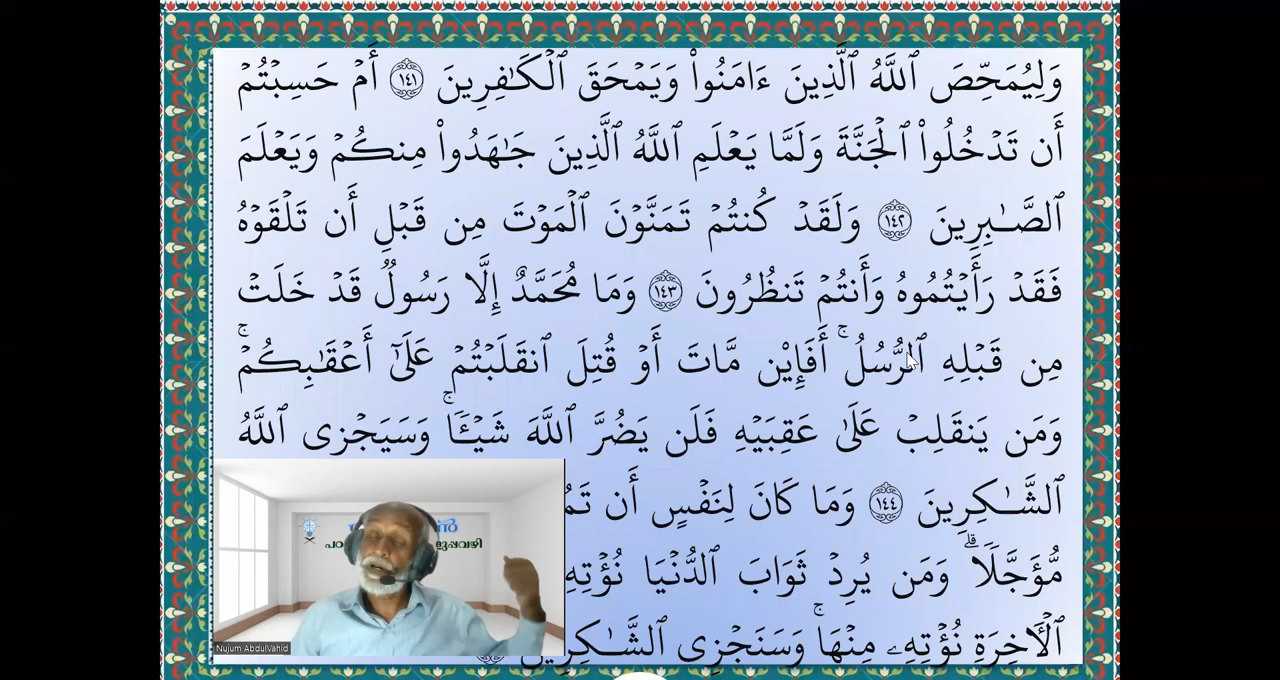 وَلِيُمَحِّصَ ٱللَّهُ ٱلَّذِينَ ءَامَنُوا۟ وَيَمْحَقَ ٱلْكَـٰفِرِينَ ١٤١ أَمْ حَسِبْتُمْ
أَن تَدْخُلُوا۟ ٱلْجَنَّةَ وَلَمَّا يَعْلَمِ ٱللَّهُ ٱلَّذِينَ جَـٰهَدُوا۟ مِنكُمْ وَيَعْلَمَ
ٱلصَّـٰبِرِينَ ١٤٢ وَلَقَدْ كُنتُمْ تَمَنَّوْنَ ٱلْمَوْتَ مِن قَبْلِ أَن تَلْقَوْهُ
فَقَدْ رَأَيْتُمُوهُ وَأَنتُمْ تَنظُرُونَ ١٤٣ وَمَا مُحَمَّدٌ إِلَّا رَسُولٌ قَدْ خَلَتْ
مِن قَبْلِهِ ٱلرُّسُلُ ۚ أَفَإِي۟ن مَّاتَ أَوْ قُتِلَ ٱنقَلَبْتُمْ عَلَىٰٓ أَعْقَـٰبِكُمْ ۚ
وَمَن يَنقَلِبْ عَلَىٰ عَقِبَيْهِ فَلَن يَضُرَّ ٱللَّهَ شَيْـًٔا ۗ وَسَيَجْزِى ٱللَّهُ
ٱلشَّـٰكِرِينَ ١٤٤ وَمَا كَانَ لِنَفْسٍ أَن
مُّؤَجَّلًا ۗ وَمَن يُرِدْ ثَوَابَ ٱلدُّنْيَا نُؤْتِهِ
ٱلْـَٔاخِرَةِ نُؤْتِهِۦ مِنْهَا ۚ وَسَنَجْزِى ٱلشَّـٰكِرِينَ
Nujum AbdulVahid